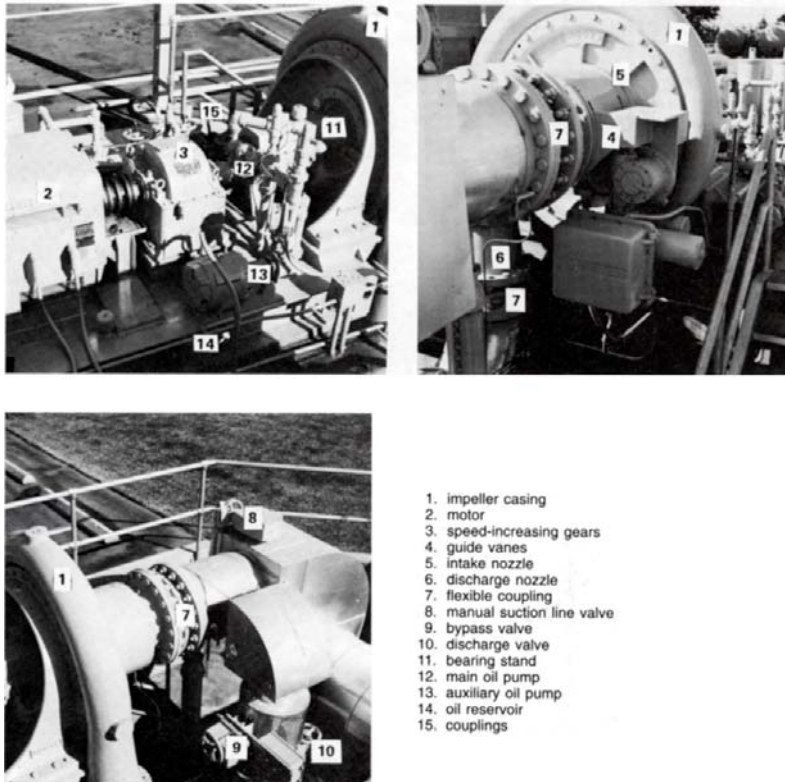 1
15
3
11
12
2
13
14
1
5
7
4
6
7
8
1
7
9
10
1. impeller casing
2. motor
3. speed-increasing gears
4. guide vanes
5. intake nozzle
6. discharge nozzle
7. flexible coupling
8. manual suction line valve
9. bypass valve
10. discharge valve
11. bearing stand
12. main oil pump
13. auxiliary oil pump
14. oil reservoir
15. couplings